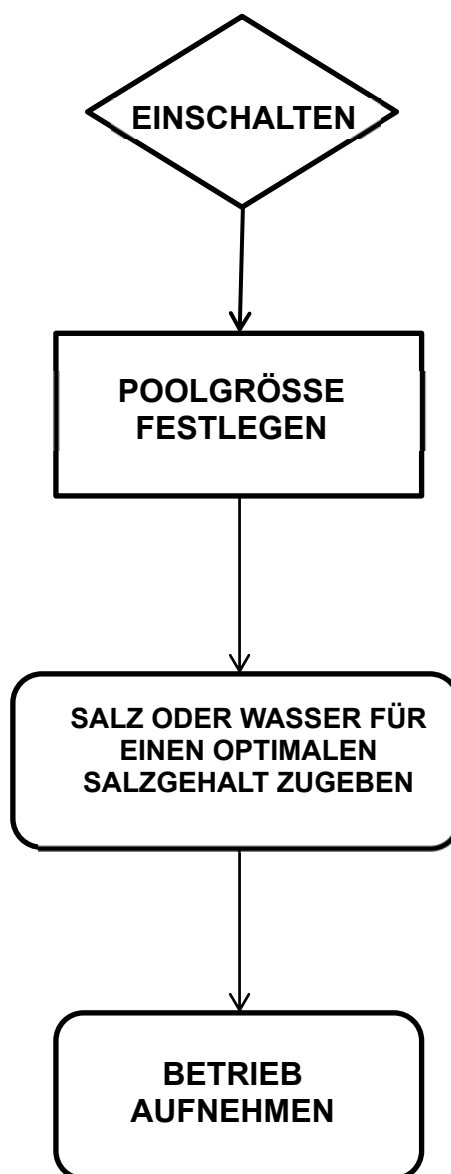 EINSCHALTEN
POOLGRÖSSE
FESTLEGEN
SALZ ODER WASSER FÜR
EINEN OPTIMALEN
SALZGEHALT ZUGEBEN
BETRIEB
AUFNEHMEN